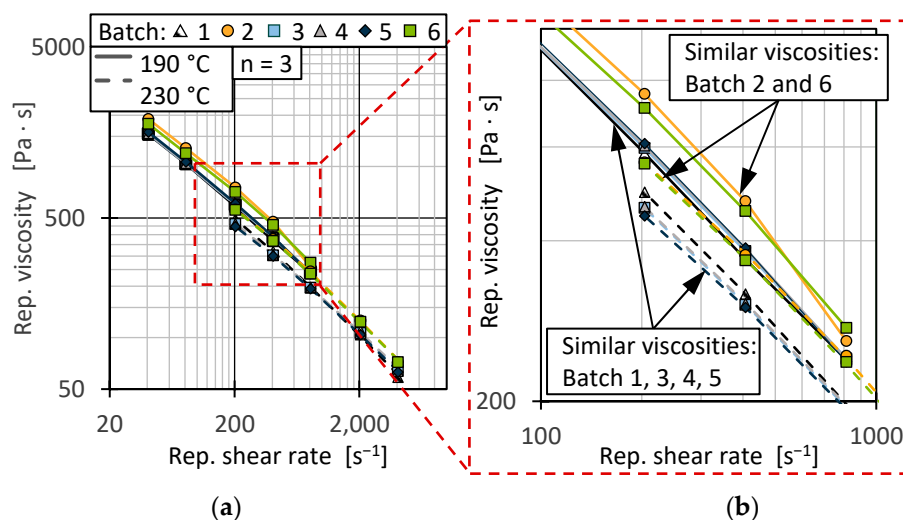 Batch: 1 2 3 4 5 6
190 °C
230 °C
n = 3
5000
500
50
20
200
2,000
Rep. viscosity [Pa · s]
Rep. shear rate [s⁻¹]
(a)
Similar viscosities:
Batch 2 and 6
Similar viscosities:
Batch 1, 3, 4, 5
200
100
1000
Rep. viscosity [Pa · s]
Rep. shear rate [s⁻¹]
(b)